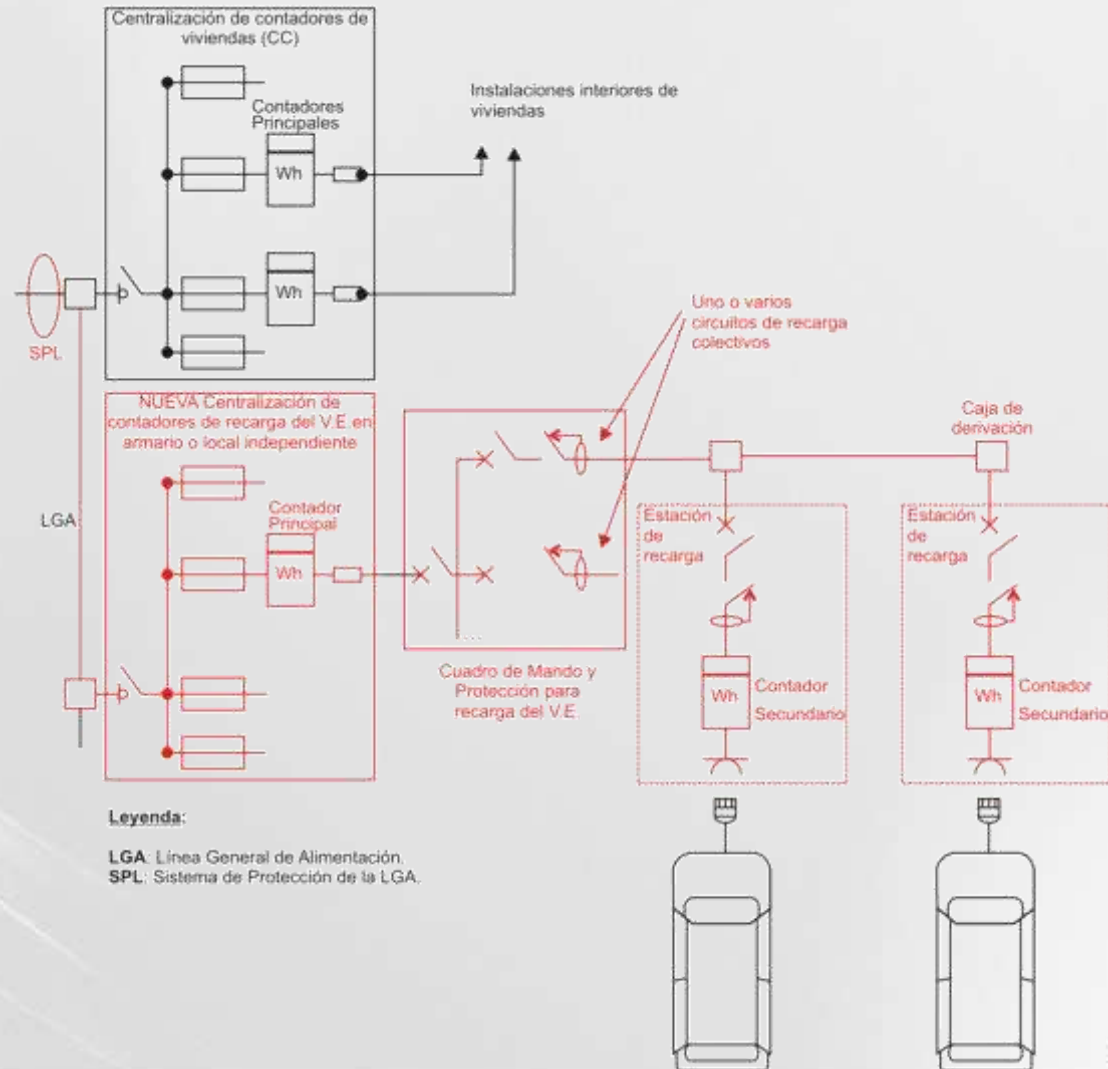 Centralización de contadores de
viviendas (CC)
Contadores
Principales
Wh
Wh
Instalaciones interiores de
viviendas
SPL
Uno o varios
circuitos de recarga
colectivos
NUEVA Centralización de
contadores de recarga del V.E. en
armario o local independiente
Contador
Principal
Wh
LGA
Caja de
derivación
Estación
de
recarga
Estación
de
recarga
Cuadro de Mando y
Protección para
recarga del V.E.
Wh
Contador
Secundario
Wh
Contador
Secundario
Leyenda:
LGA: Línea General de Alimentación.
SPL: Sistema de Protección de la LGA.